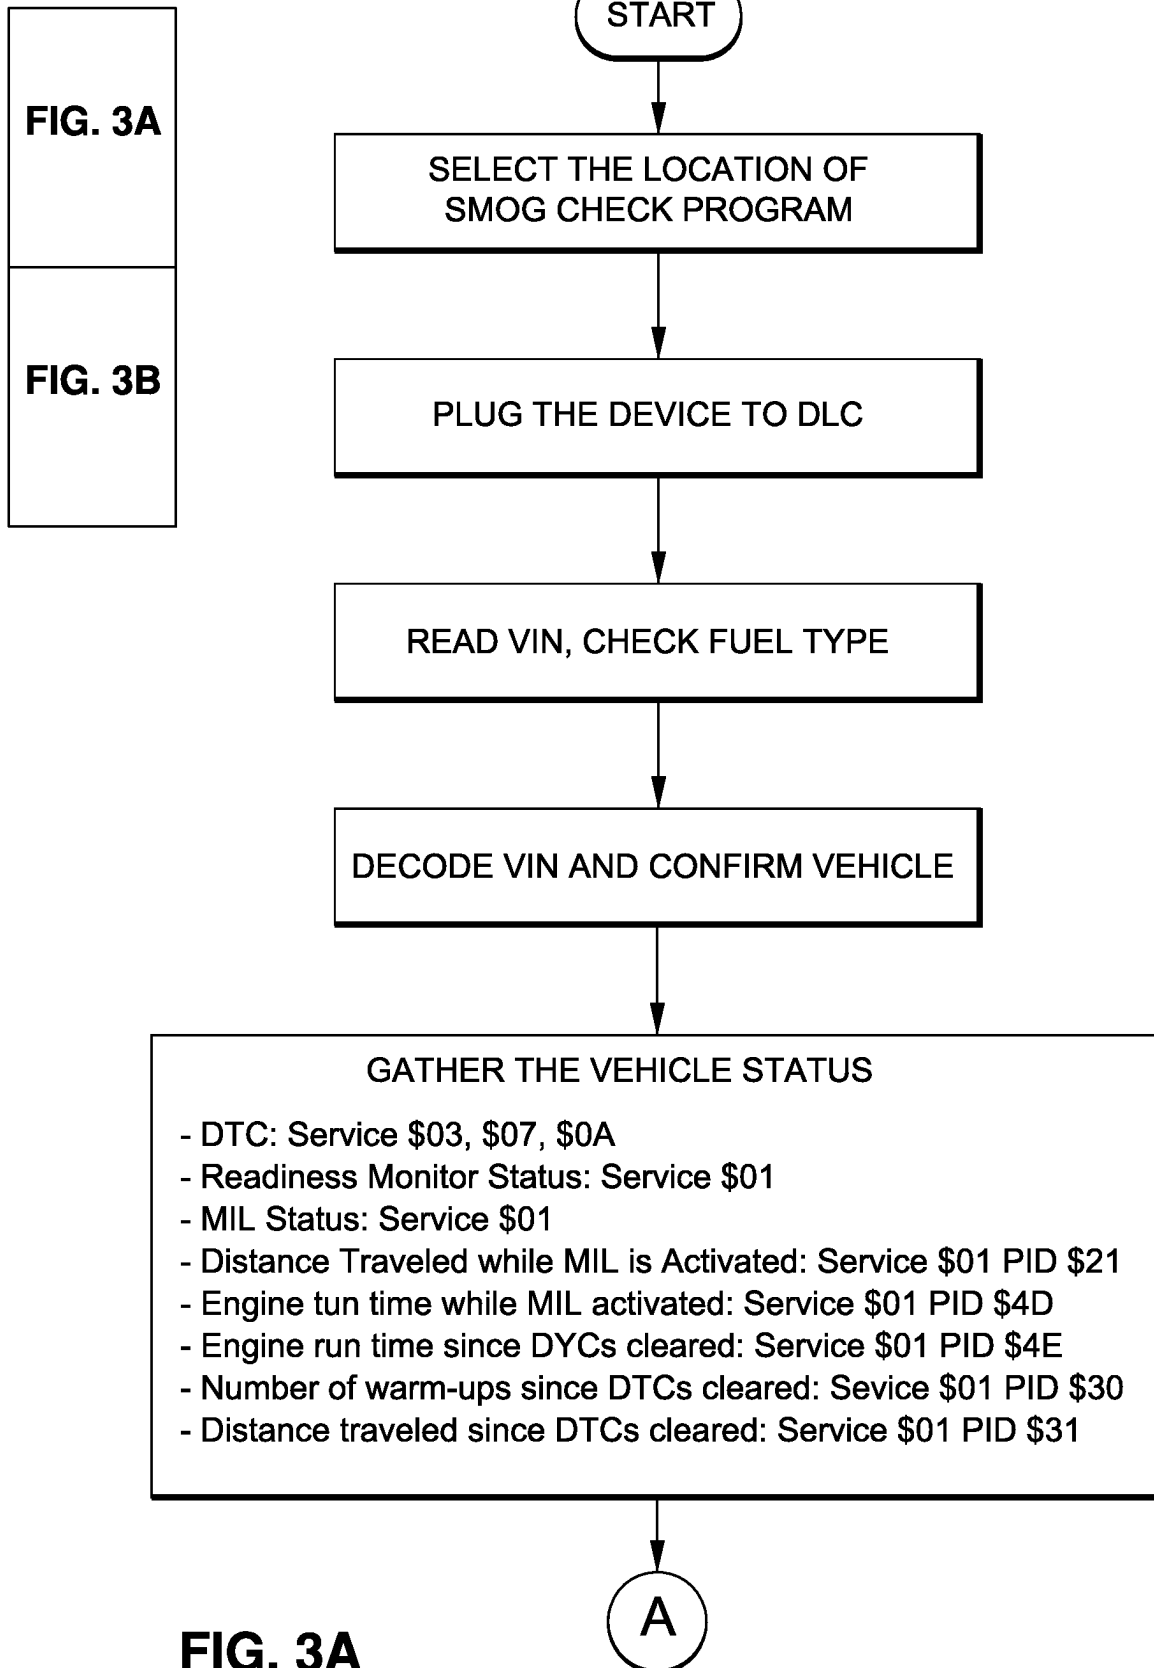 START
FIG. 3A
SELECT THE LOCATION OF
SMOG CHECK PROGRAM
FIG. 3B
PLUG THE DEVICE TO DLC
READ VIN, CHECK FUEL TYPE
DECODE VIN AND CONFIRM VEHICLE
GATHER THE VEHICLE STATUS
- DTC: Service $03, $07, $0A
- Readiness Monitor Status: Service $01
- MIL Status: Service $01
- Distance Traveled while MIL is Activated: Service $01 PID $21
- Engine tun time while MIL activated: Service $01 PID $4D
- Engine run time since DYCs cleared: Service $01 PID $4E
- Number of warm-ups since DTCs cleared: Sevice $01 PID $30
- Distance traveled since DTCs cleared: Service $01 PID $31
A
FIG. 3A